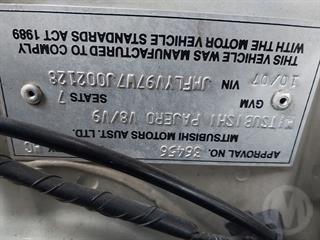 APPROVAL NO. 36456
MITSUBISHI MOTORS AUST. LTD.
MITSUBISHI PAJERO V8/V9
GVM SEATS 7
VIN JMFLYV97W7J002128 10/07
THIS VEHICLE WAS MANUFACTURED TO COMPLY
WITH THE MOTOR VEHICLE STANDARDS ACT 1989